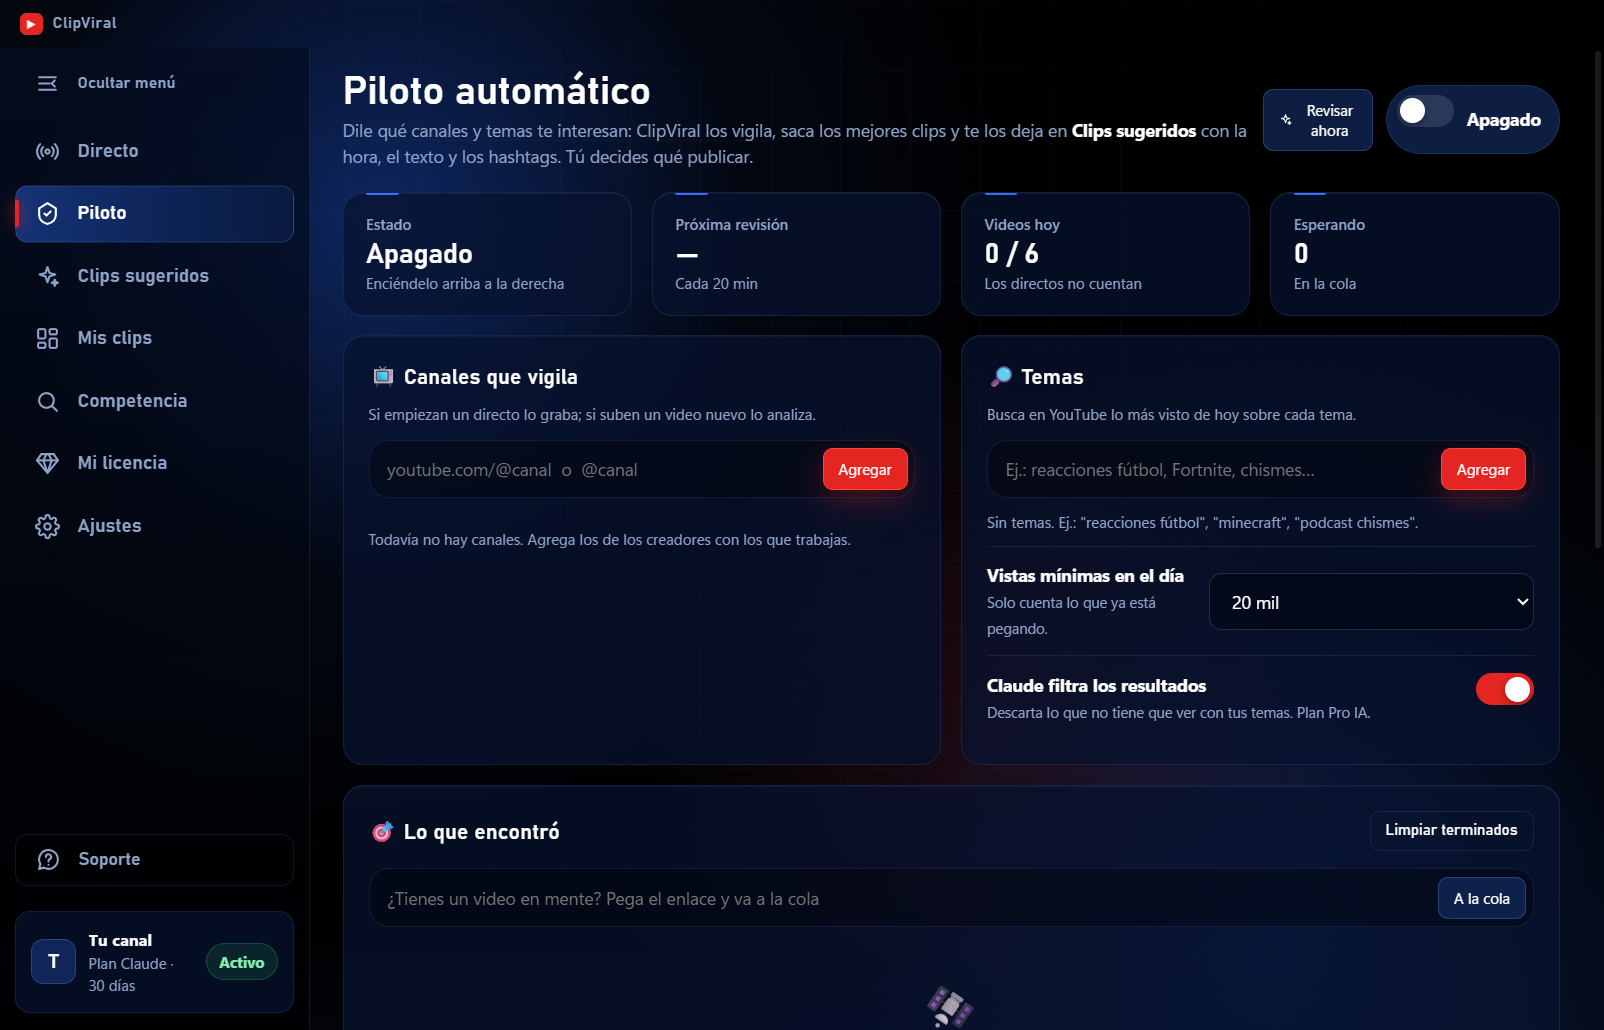 ClipViral
Ocultar menú
Directo
Piloto
Clips sugeridos
Mis clips
Competencia
Mi licencia
Ajustes
Soporte
T
Tu canal
Plan Claude ·
30 días
Activo
Piloto automático
Dile qué canales y temas te interesan: ClipViral los vigila, saca los mejores clips y te los deja en Clips sugeridos con la
hora, el texto y los hashtags. Tú decides qué publicar.
Revisar
ahora
Apagado
Estado
Apagado
Enciéndelo arriba a la derecha
Próxima revisión
—
Cada 20 min
Videos hoy
0 / 6
Los directos no cuentan
Esperando
0
En la cola
Canales que vigila
Si empiezan un directo lo graba; si suben un video nuevo lo analiza.
youtube.com/@canal o @canal
Agregar
Todavía no hay canales. Agrega los de los creadores con los que trabajas.
Temas
Busca en YouTube lo más visto de hoy sobre cada tema.
Ej.: reacciones fútbol, Fortnite, chismes...
Agregar
Sin temas. Ej.: "reacciones fútbol", "minecraft", "podcast chismes".
Vistas mínimas en el día
Solo cuenta lo que ya está
pegando.
20 mil
Claude filtra los resultados
Descarta lo que no tiene que ver con tus temas. Plan Pro IA.
Lo que encontró
Limpiar terminados
¿Tienes un video en mente? Pega el enlace y va a la cola
A la cola